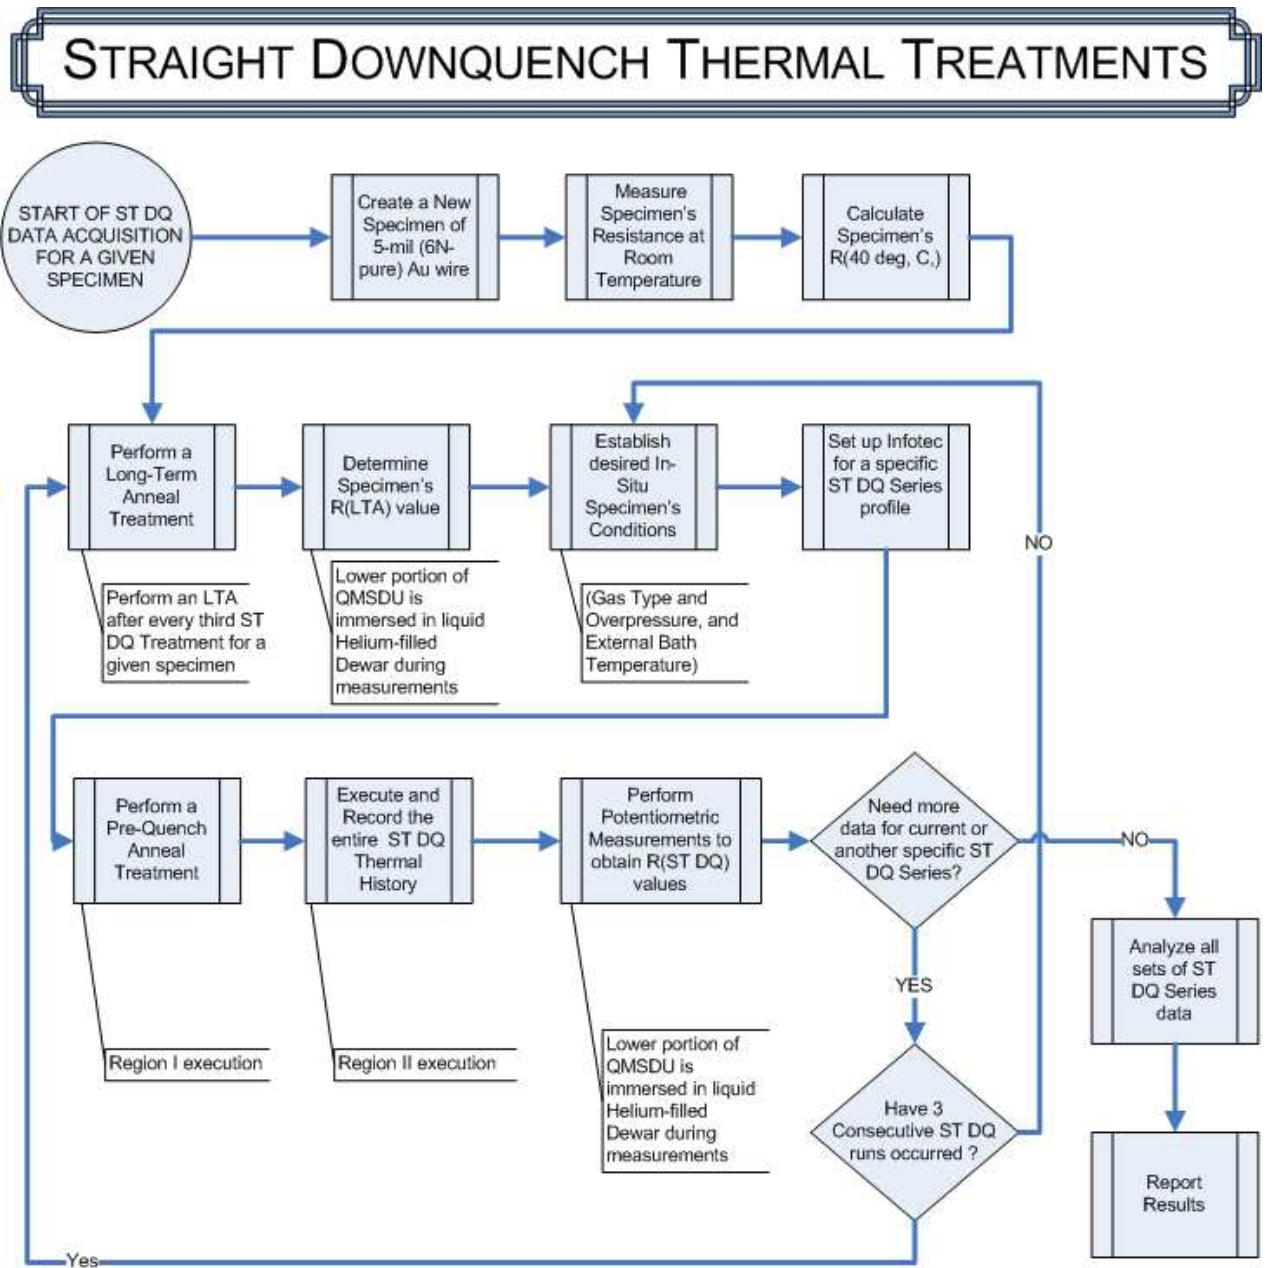 STRAIGHT DOWNQUENCH THERMAL TREATMENTS
START OF ST DQ
DATA ACQUISITION
FOR A GIVEN
SPECIMEN
Create a New
Specimen of
5-mil (6N-
pure) Au wire
Measure
Specimen's
Resistance at
Room
Temperature
Calculate
Specimen's
R(40 deg, C,)
Perform a
Long-Term
Anneal
Treatment
Determine
Specimen's
R(LTA) value
Establish
desired In-
Situ
Specimen's
Conditions
Set up Infotec
for a specific
ST DQ Series
profile
NO
Perform an LTA
after every third ST
DQ Treatment for a
given specimen
Lower portion of
QMSDU is
immersed in liquid
Helium-filled
Dewar during
measurements
(Gas Type and
Overpressure, and
External Bath
Temperature)
Perform a
Pre-Quench
Anneal
Treatment
Execute and
Record the
entire ST DQ
Thermal
History
Perform
Potentiometric
Measurements to
obtain R(ST DQ)
values
Need more
data for current or
another specific ST
DQ Series?
NO
Analyze all
sets of ST
DQ Series
data
YES
Region I execution
Region II execution
Lower portion of
QMSDU is
immersed in liquid
Helium-filled
Dewar during
measurements
Have 3
Consecutive ST DQ
runs occurred ?
Report
Results
Yes